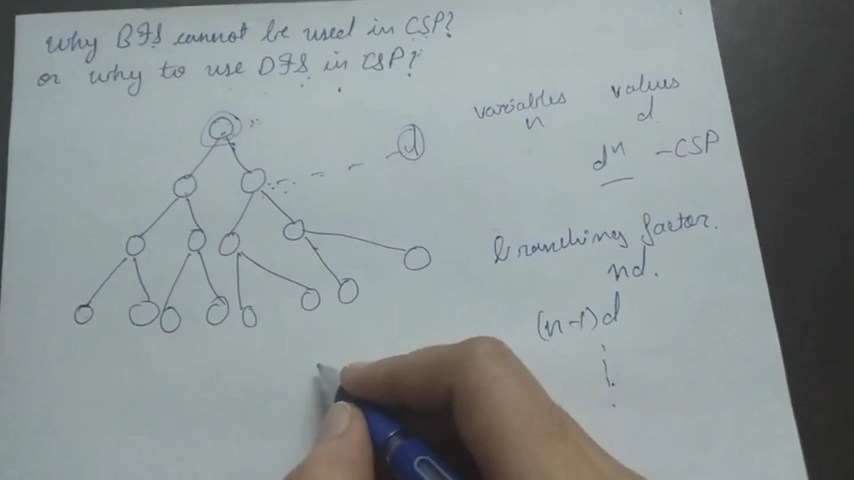 Why BFS cannot be used in CSP?
or why to use DFS in CSP?
variables values
n d
d
dⁿ - CSP
branching factor.
nd.
(n-1)d